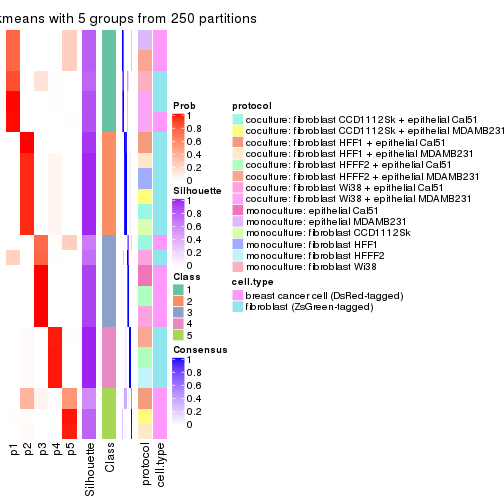 kmeans with 5 groups from 250 partitions
Prob
1
0.8
0.6
0.4
0.2
0
Silhouette
1
0.8
0.6
0.4
0.2
0
Class
1
2
3
4
5
Consensus
1
0.8
0.6
0.4
0.2
0
protocol
coculture: fibroblast CCD1112Sk + epithelial Cal51
coculture: fibroblast CCD1112Sk + epithelial MDAMB231
coculture: fibroblast HFF1 + epithelial Cal51
coculture: fibroblast HFF1 + epithelial MDAMB231
coculture: fibroblast HFFF2 + epithelial Cal51
coculture: fibroblast HFFF2 + epithelial MDAMB231
coculture: fibroblast Wi38 + epithelial Cal51
coculture: fibroblast Wi38 + epithelial MDAMB231
monoculture: epithelial Cal51
monoculture: epithelial MDAMB231
monoculture: fibroblast CCD1112Sk
monoculture: fibroblast HFF1
monoculture: fibroblast HFFF2
monoculture: fibroblast Wi38
cell.type
breast cancer cell (DsRed-tagged)
fibroblast (ZsGreen-tagged)
p1
p2
p3
p4
p5
Silhouette
Class
protocol
cell.type